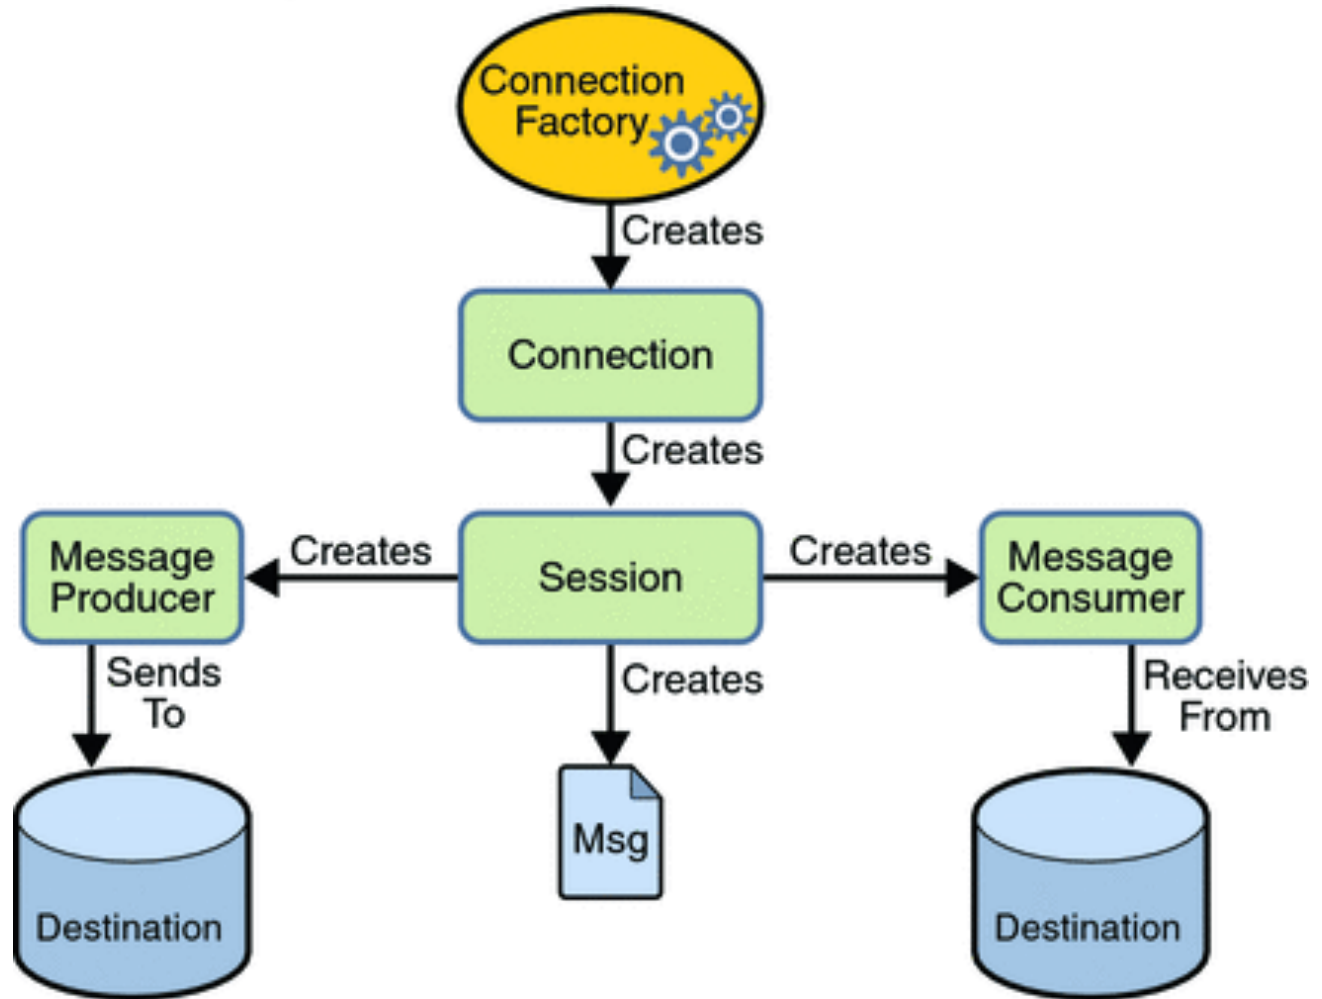 Connection
Factory
Creates
Connection
Creates
Message
Producer
Creates
Session
Creates
Message
Consumer
Sends
To
Creates
Receives
From
Destination
Msg
Destination